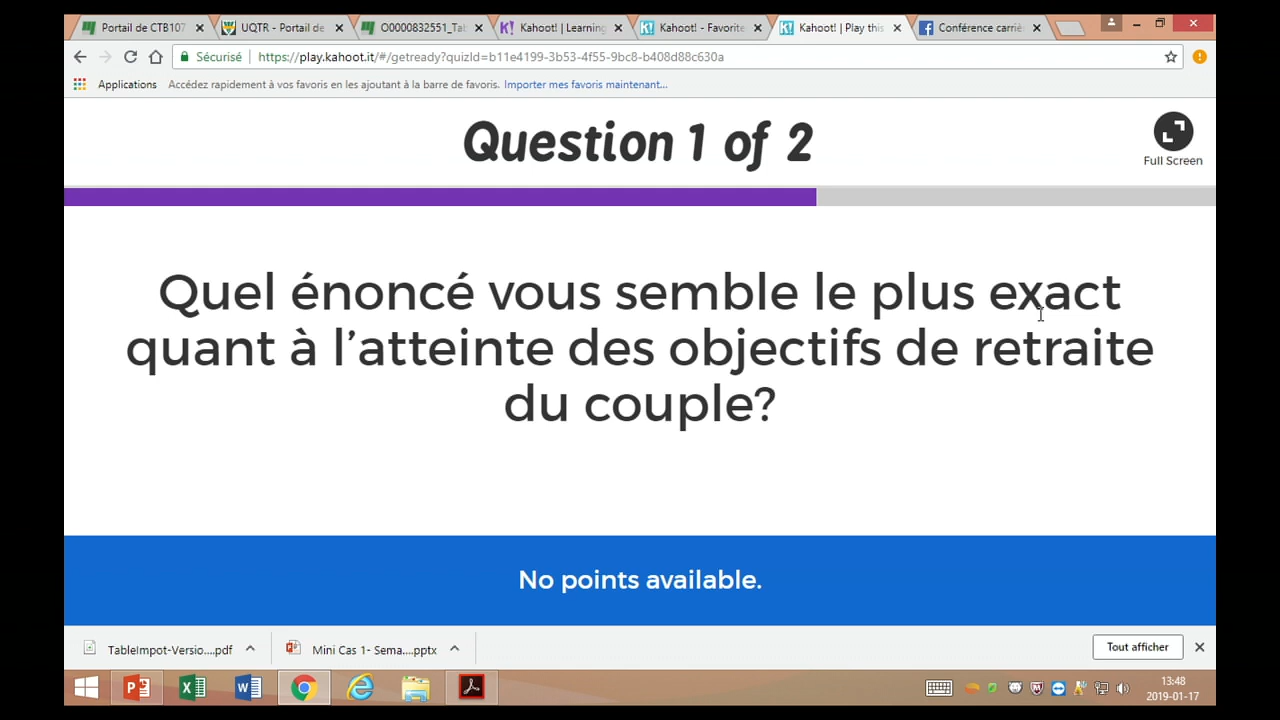 Portail de CTB107
UQTR - Portail de
O0000832551_Tab
Kahoot! | Learning
Kahoot! - Favorite
Kahoot! | Play this
Conférence carriè
Sécurisé
https://play.kahoot.it/#/getready?quizId=b11e4199-3b53-4f55-9bc8-b408d88c630a
Applications
Accédez rapidement à vos favoris en les ajoutant à la barre de favoris. Importer mes favoris maintenant...
Question 1 of 2
Full Screen
Quel énoncé vous semble le plus exact
quant à l’atteinte des objectifs de retraite
du couple?
No points available.
TableImpot-Versio....pdf
Mini Cas 1- Sema....pptx
Tout afficher
13:48
2019-01-17